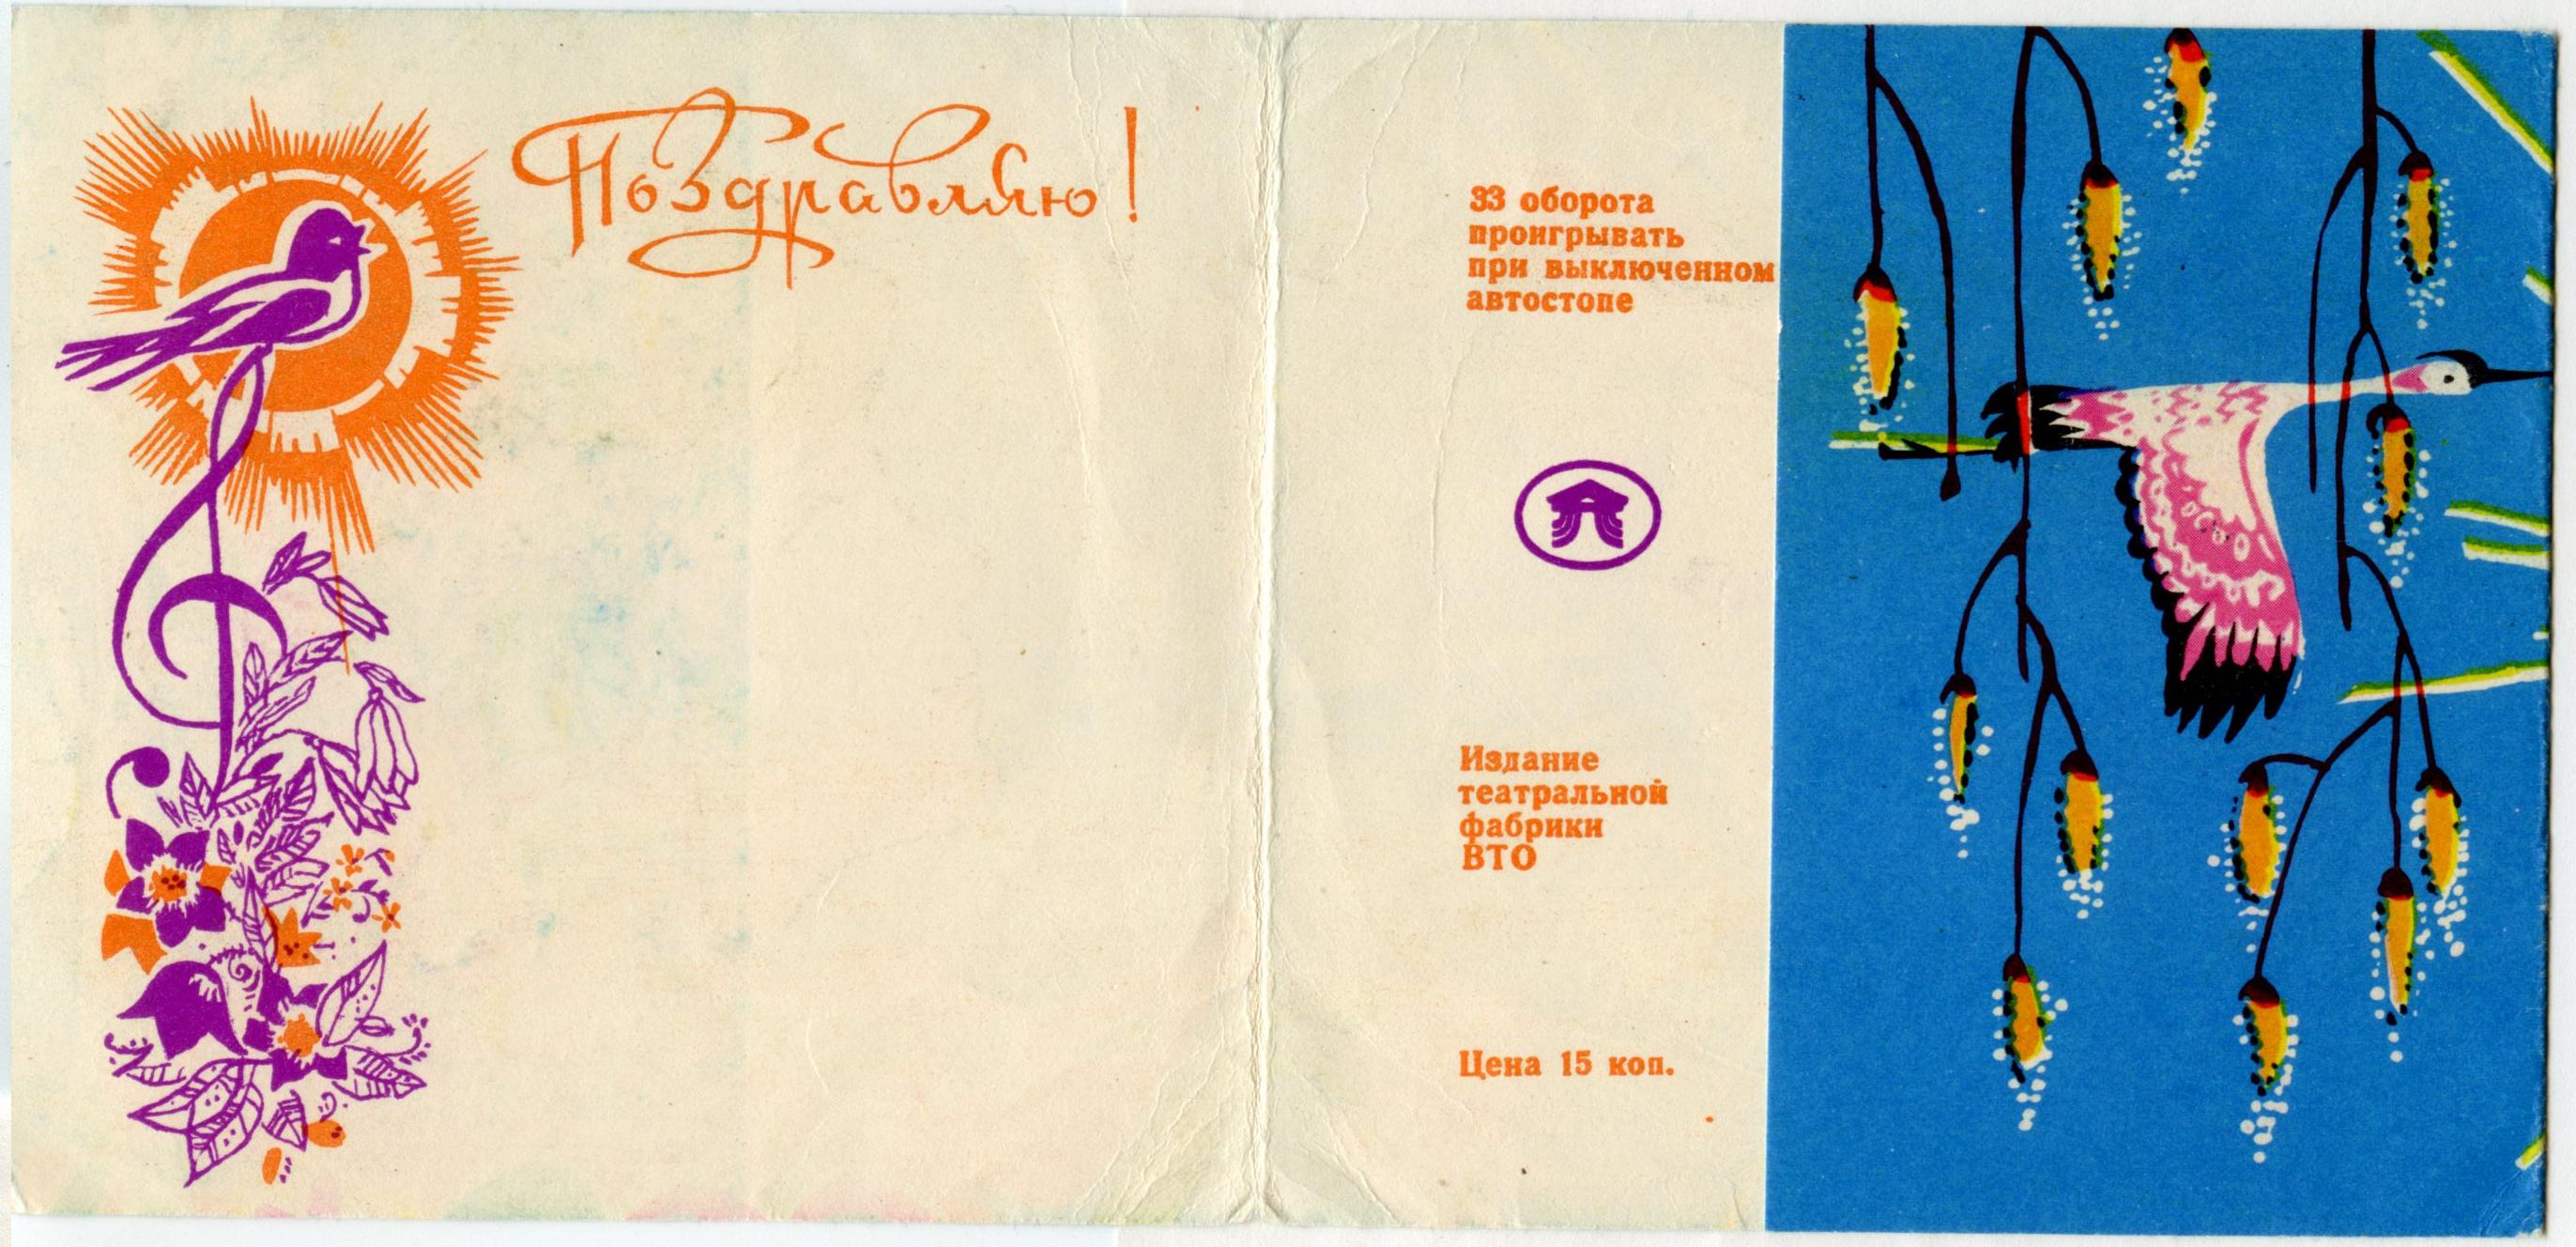 Поздравляю!
33 оборота
проигрывать
при выключенном
автостопе
Издание
театральной
фабрики
ВТО
Цена 15 коп.